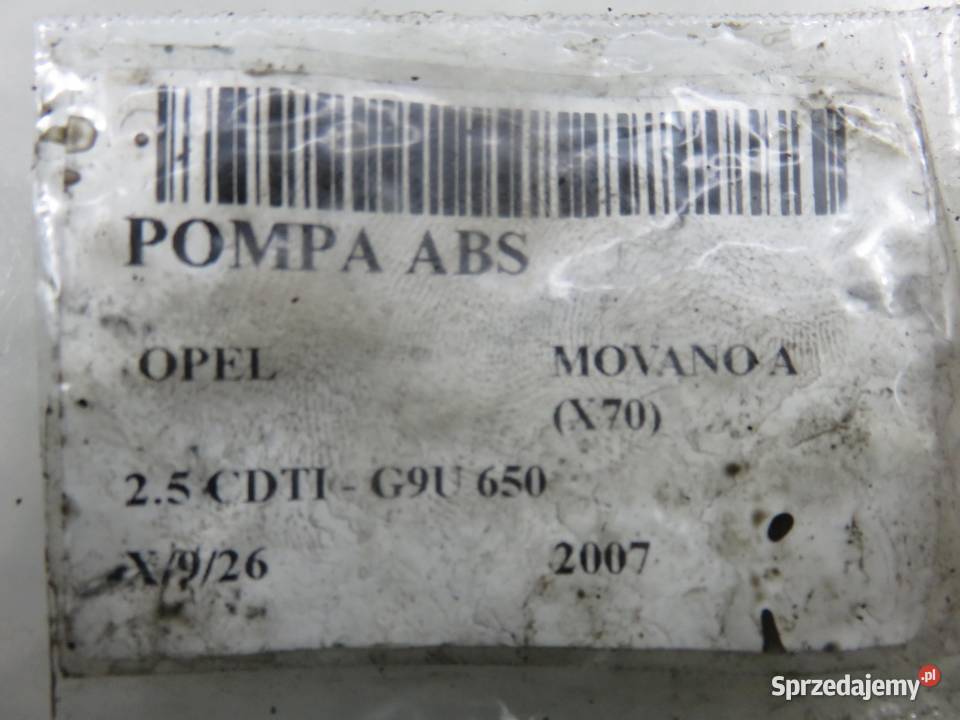 POMPA ABS
OPEL MOVANO A
(X70)
2.5 CDTI - G9U 650
X/9/26 2007
Sprzedajemy.pl